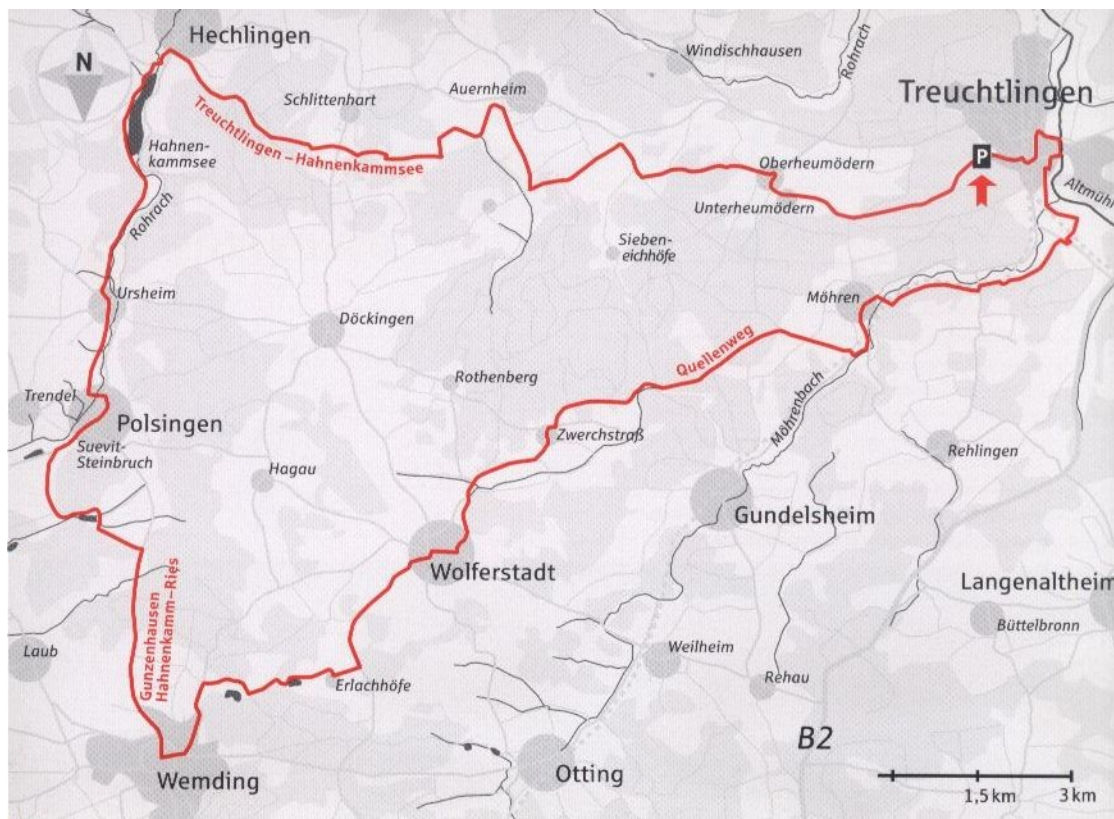 Hechlingen
N
Windischhausen
Rohrach
Auernheim
Schlittenhart
Treuchtlingen
Treuchtlingen – Hahnenkammsee
Hahnen-
kammsee
P
Oberheumödern
Altmühl
Unterheumödern
Rohrach
Sieben-
eichhöfe
Ursheim
Möhren
Döckingen
Quellenweg
Rothenberg
Trendel
Möhrenbach
Polsingen
Zwerchstraß
Suevit-
Steinbruch
Rehlingen
Hagau
Gundelsheim
Wolferstadt
Langenaltheim
Gunzenhausen
Hahnenkamm–Ries
Büttelbronn
Laub
Weilheim
Erlachhöfe
Rehau
B2
Wemding
Otting
1,5 km
3 km